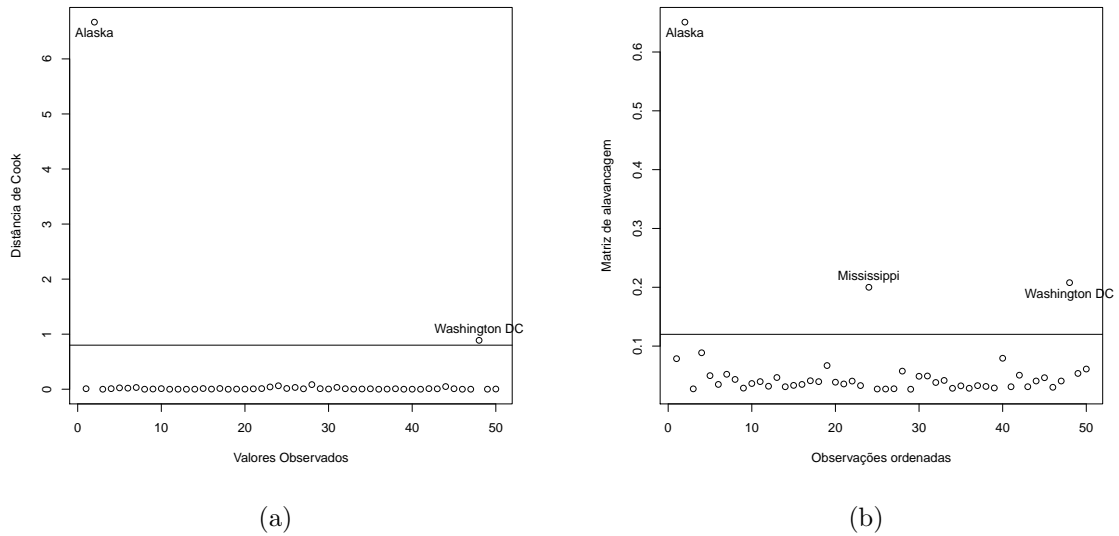 Alaska
Washington DC
Distância de Cook
0
1
2
3
4
5
6
0 10 20 30 40 50
Valores Observados
(a)
Alaska
Mississippi
Washington DC
Matriz de alavancagem
0.1
0.2
0.3
0.4
0.5
0.6
0 10 20 30 40 50
Observações ordenadas
(b)